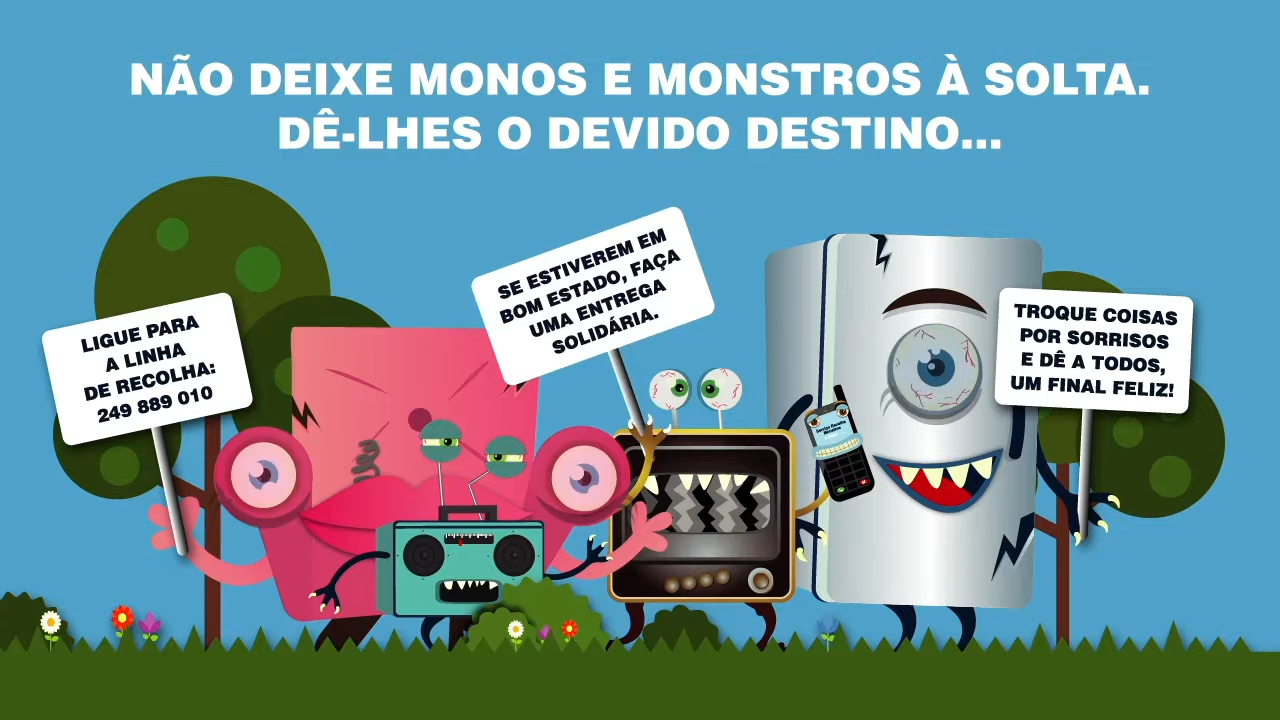 NÃO DEIXE MONOS E MONSTROS À SOLTA.
DÊ-LHES O DEVIDO DESTINO...
LIGUE PARA
A LINHA
DE RECOLHA:
249 889 010
SE ESTIVEREM EM
BOM ESTADO, FAÇA
UMA ENTREGA
SOLIDÁRIA.
TROQUE COISAS
POR SORRISOS
E DÊ A TODOS,
UM FINAL FELIZ!